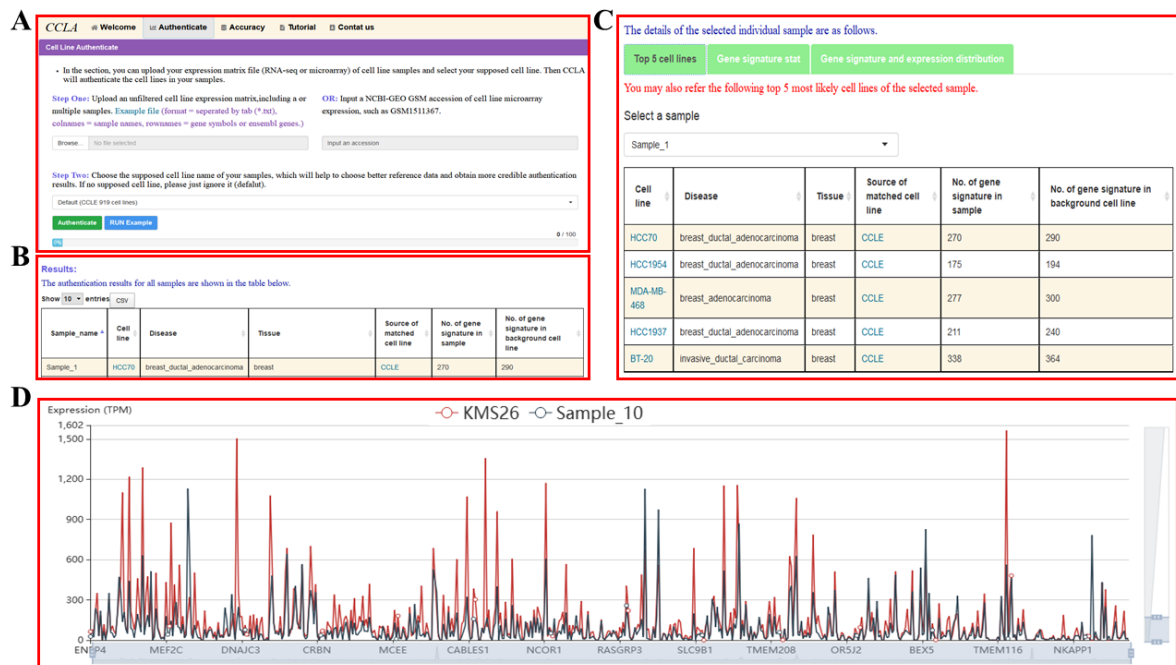 A
CCLA Welcome Authenticate Accuracy Tutorial Contat us
Cell Line Authenticate
In the section, you can upload your expression matrix file (RNA-seq or microarray) of cell line samples and select your supposed cell line. Then CCLA
will authenticate the cell lines in your samples.
Step One: Upload an unfiltered cell line expression matrix,including a or
multiple samples. Example file (format = seperated by tab (*.txt),
colnames = sample names, rownames = gene symbols or ensembl genes.)
OR: Input a NCBI-GEO GSM accession of cell line microarray
expression, such as GSM1511367.
Browse... No file selected
Input an accession
Step Two: Choose the supposed cell line name of your samples, which will help to choose better reference data and obtain more credible authentication
results. If no supposed cell line, please just ignore it (defalut).
Default (CCLE 919 cell lines)
Authenticate RUN Example
0 / 100
0%
B
Results:
The authentication results for all samples are shown in the table below.
Show 10 entries CSV
Sample_name Cell line Disease Tissue Source of matched cell line No. of gene signature in sample No. of gene signature in background cell line
Sample_1 HCC70 breast_ductal_adenocarcinoma breast CCLE 270 290
C
The details of the selected individual sample are as follows.
Top 5 cell lines Gene signature stat Gene signature and expression distribution
You may also refer the following top 5 most likely cell lines of the selected sample.
Select a sample
Sample_1
Cell line Disease Tissue Source of matched cell line No. of gene signature in sample No. of gene signature in background cell line
HCC70 breast_ductal_adenocarcinoma breast CCLE 270 290
HCC1954 breast_ductal_adenocarcinoma breast CCLE 175 194
MDA-MB-468 breast_adenocarcinoma breast CCLE 277 300
HCC1937 breast_ductal_adenocarcinoma breast CCLE 211 240
BT-20 invasive_ductal_carcinoma breast CCLE 338 364
D
Expression (TPM)
KMS26 Sample_10
1,602
1,500
1,200
900
600
300
0
ENPP4 MEF2C DNAJC3 CRBN MCEE CABLES1 NCOR1 RASGRP3 SLC9B1 TMEM208 OR5J2 BEX5 TMEM116 NKAPP1